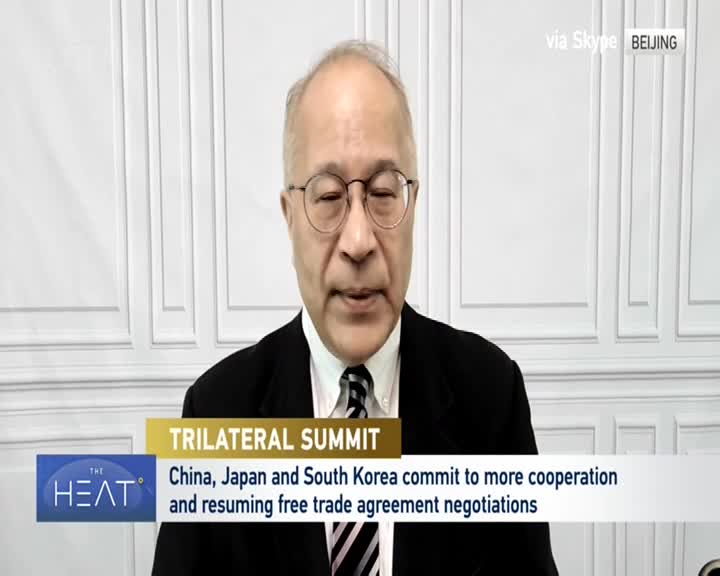 via Skype BEIJING
TRILATERAL SUMMIT
THE
HEAT
China, Japan and South Korea commit to more cooperation
and resuming free trade agreement negotiations